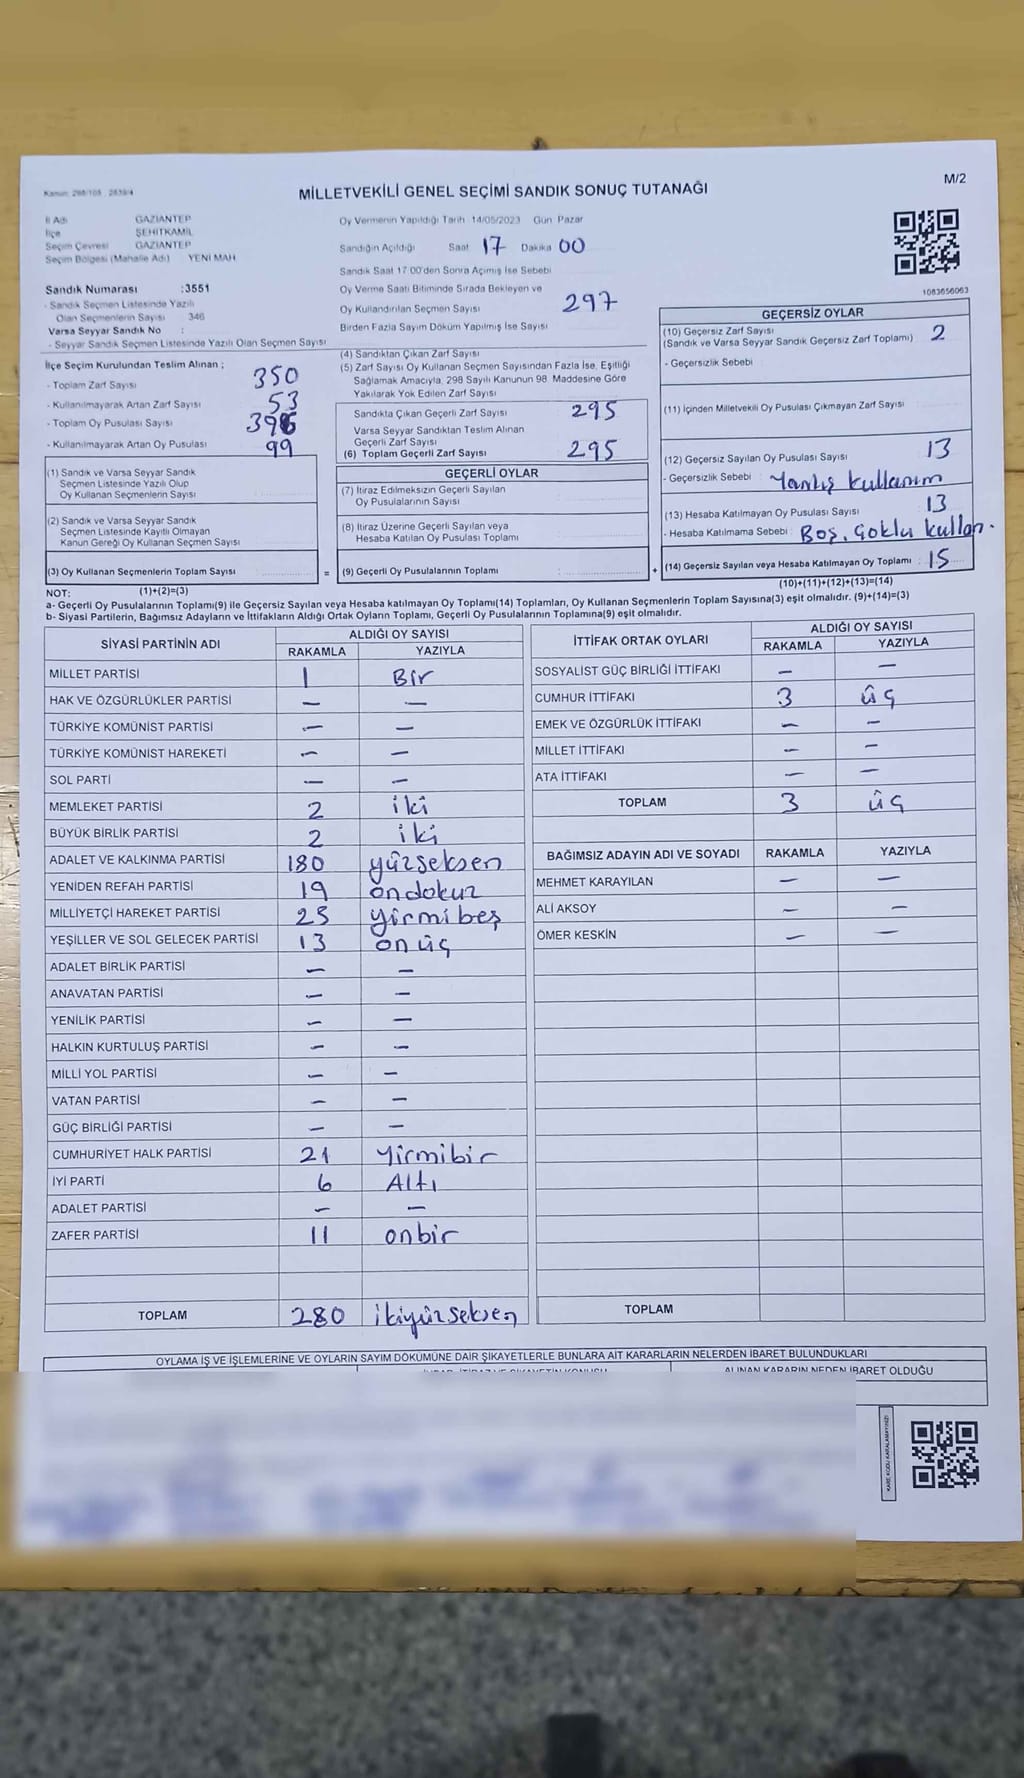 Kanun: 298/105 2839/4
MİLLETVEKİLİ GENEL SEÇİMİ SANDIK SONUÇ TUTANAĞI
M/2
İl Adı GAZİANTEP
İlçe ŞEHİTKAMİL
Seçim Çevresi GAZİANTEP
Seçim Bölgesi (Mahalle Adı) YENİ MAH
Sandık Numarası :3551
- Sandık Seçmen Listesinde Yazılı
Olan Seçmenlerin Sayısı 346
Varsa Seyyar Sandık No :
- Seyyar Sandık Seçmen Listesinde Yazılı Olan Seçmen Sayısı
Oy Vermenin Yapıldığı Tarih 14/05/2023 Gün Pazar
Sandığın Açıldığı Saat 17 Dakika 00
Sandık Saat 17:00'den Sonra Açılmış İse Sebebi
Oy Verme Saati Bitiminde Sırada Bekleyen ve
Oy Kullandırılan Seçmen Sayısı 297
Birden Fazla Sayım Döküm Yapılmış İse Sayısı
1083656063
İlçe Seçim Kurulundan Teslim Alınan ;
- Toplam Zarf Sayısı 350
- Kullanılmayarak Artan Zarf Sayısı 53
- Toplam Oy Pusulası Sayısı 396
- Kullanılmayarak Artan Oy Pusulası 99
(1) Sandık ve Varsa Seyyar Sandık
Seçmen Listesinde Yazılı Olup
Oy Kullanan Seçmenlerin Sayısı
(2) Sandık ve Varsa Seyyar Sandık
Seçmen Listesinde Kayıtlı Olmayan
Kanun Gereği Oy Kullanan Seçmen Sayısı
(3) Oy Kullanan Seçmenlerin Toplam Sayısı =
(4) Sandıktan Çıkan Zarf Sayısı
(5) Zarf Sayısı Oy Kullanan Seçmen Sayısından Fazla İse, Eşitliği
Sağlamak Amacıyla, 298 Sayılı Kanunun 98. Maddesine Göre
Yakılarak Yok Edilen Zarf Sayısı
Sandıkta Çıkan Geçerli Zarf Sayısı 295
Varsa Seyyar Sandıktan Teslim Alınan
Geçerli Zarf Sayısı
(6) Toplam Geçerli Zarf Sayısı 295
GEÇERLİ OYLAR
(7) İtiraz Edilmeksizin Geçerli Sayılan
Oy Pusulalarının Sayısı
(8) İtiraz Üzerine Geçerli Sayılan veya
Hesaba Katılan Oy Pusulası Toplamı
(9) Geçerli Oy Pusulalarının Toplamı : +
GEÇERSİZ OYLAR
(10) Geçersiz Zarf Sayısı
(Sandık ve Varsa Seyyar Sandık Geçersiz Zarf Toplamı) 2
- Geçersizlik Sebebi
(11) İçinden Milletvekili Oy Pusulası Çıkmayan Zarf Sayısı
(12) Geçersiz Sayılan Oy Pusulası Sayısı 13
- Geçersizlik Sebebi : Yanlış kullanım
(13) Hesaba Katılmayan Oy Pusulası Sayısı 13
- Hesaba Katılmama Sebebi : Boş, Çoklu kullan.
(14) Geçersiz Sayılan veya Hesaba Katılmayan Oy Toplamı : 15
NOT: (1)+(2)=(3) (10)+(11)+(12)+(13)=(14)
a- Geçerli Oy Pusulalarının Toplamı(9) ile Geçersiz Sayılan veya Hesaba katılmayan Oy Toplamı(14) Toplamları, Oy Kullanan Seçmenlerin Toplam Sayısına(3) eşit olmalıdır. (9)+(14)=(3)
b- Siyasi Partilerin, Bağımsız Adayların ve İttifakların Aldığı Oyların Toplamı, Geçerli Oy Pusulalarının Toplamına(9) eşit olmalıdır.
SİYASİ PARTİNİN ADI ALDIĞI OY SAYISI
RAKAMLA YAZIYLA
MİLLET PARTİSİ 1 Bir
HAK VE ÖZGÜRLÜKLER PARTİSİ — —
TÜRKİYE KOMÜNİST PARTİSİ — —
TÜRKİYE KOMÜNİST HAREKETİ — —
SOL PARTİ — —
MEMLEKET PARTİSİ 2 iki
BÜYÜK BİRLİK PARTİSİ 2 iki
ADALET VE KALKINMA PARTİSİ 180 yüzseksen
YENİDEN REFAH PARTİSİ 19 ondokuz
MİLLİYETÇİ HAREKET PARTİSİ 25 yirmibeş
YEŞİLLER VE SOL GELECEK PARTİSİ 13 on üç
ADALET BİRLİK PARTİSİ — —
ANAVATAN PARTİSİ — —
YENİLİK PARTİSİ — —
HALKIN KURTULUŞ PARTİSİ — —
MİLLİ YOL PARTİSİ — —
VATAN PARTİSİ — —
GÜÇ BİRLİĞİ PARTİSİ — —
CUMHURİYET HALK PARTİSİ 21 yirmibir
İYİ PARTİ 6 Altı
ADALET PARTİSİ — —
ZAFER PARTİSİ 11 onbir
TOPLAM 280 ikiyüzseksen
İTTİFAK ORTAK OYLARI ALDIĞI OY SAYISI
RAKAMLA YAZIYLA
SOSYALİST GÜÇ BİRLİĞİ İTTİFAKI — —
CUMHUR İTTİFAKI 3 üç
EMEK VE ÖZGÜRLÜK İTTİFAKI — —
MİLLET İTTİFAKI — —
ATA İTTİFAKI — —
TOPLAM 3 üç
BAĞIMSIZ ADAYIN ADI VE SOYADI RAKAMLA YAZIYLA
MEHMET KARAYILAN — —
ALİ AKSOY — —
ÖMER KESKİN — —
TOPLAM
OYLAMA İŞ VE İŞLEMLERİNE VE OYLARIN SAYIM DÖKÜMÜNE DAİR ŞİKAYETLERLE BUNLARA AİT KARARLARIN NELERDEN İBARET BULUNDUKLARI
ALINAN KARARIN NEDEN İBARET OLDUĞU
KARE KODU KARALAMAYINIZ!